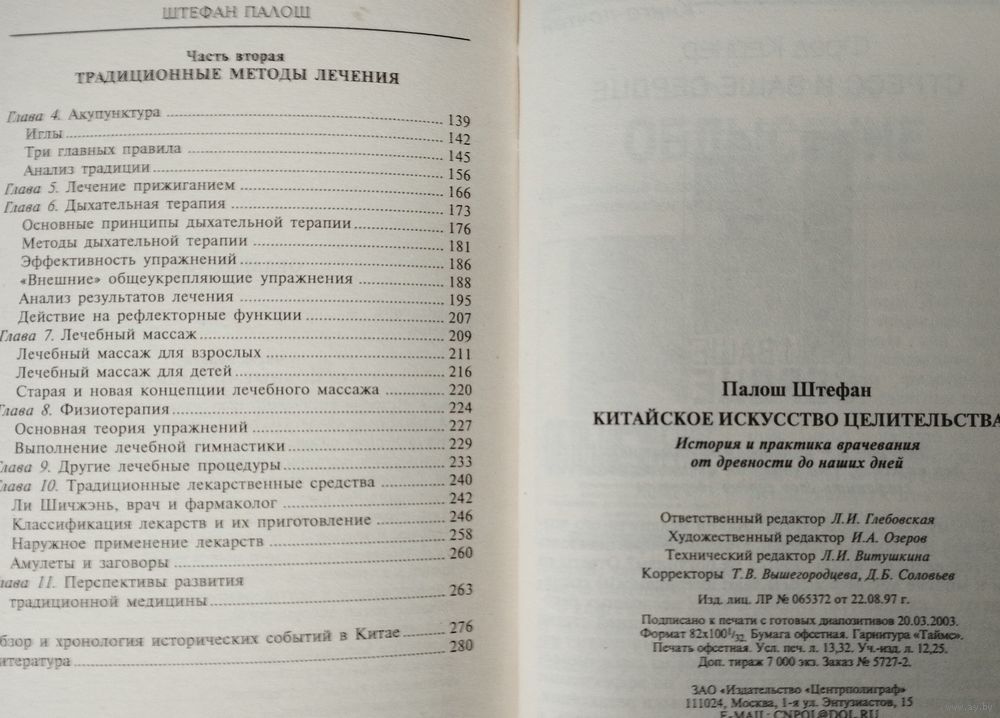 ШТЕФАН ПАЛОШ
Часть вторая
ТРАДИЦИОННЫЕ МЕТОДЫ ЛЕЧЕНИЯ
Глава 4. Акупунктура 139
Иглы 142
Три главных правила 145
Анализ традиции 156
Глава 5. Лечение прижиганием 166
Глава 6. Дыхательная терапия 173
Основные принципы дыхательной терапии 176
Методы дыхательной терапии 181
Эффективность упражнений 186
«Внешние» общеукрепляющие упражнения 188
Анализ результатов лечения 195
Действие на рефлекторные функции 207
Глава 7. Лечебный массаж 209
Лечебный массаж для взрослых 211
Лечебный массаж для детей 216
Старая и новая концепции лечебного массажа 220
Глава 8. Физиотерапия 224
Основная теория упражнений 227
Выполнение лечебной гимнастики 229
Глава 9. Другие лечебные процедуры 233
Глава 10. Традиционные лекарственные средства 240
Ли Шичжэнь, врач и фармаколог 242
Классификация лекарств и их приготовление 246
Наружное применение лекарств 258
Амулеты и заговоры 260
лава 11. Перспективы развития
традиционной медицины 263
бзор и хронология исторических событий в Китае 276
итература 280
Палош Штефан
КИТАЙСКОЕ ИСКУССТВО ЦЕЛИТЕЛЬСТВА
История и практика врачевания
от древности до наших дней
Ответственный редактор Л.И. Глебовская
Художественный редактор И.А. Озеров
Технический редактор Л.И. Витушкина
Корректоры Т.В. Вышегородцева, Д.Б. Соловьев
Изд. лиц. ЛР № 065372 от 22.08.97 г.
Подписано к печати с готовых диапозитивов 20.03.2003.
Формат 82х100 1/32. Бумага офсетная. Гарнитура «Таймс».
Печать офсетная. Усл. печ. л. 13,32. Уч.-изд. л. 12,25.
Доп. тираж 7 000 экз. Заказ № 5727-2.
ЗАО «Издательство «Центрполиграф»
111024, Москва, 1-я ул. Энтузиастов, 15
E-MAIL: CNPOL@DOL.RU
www.ay.by